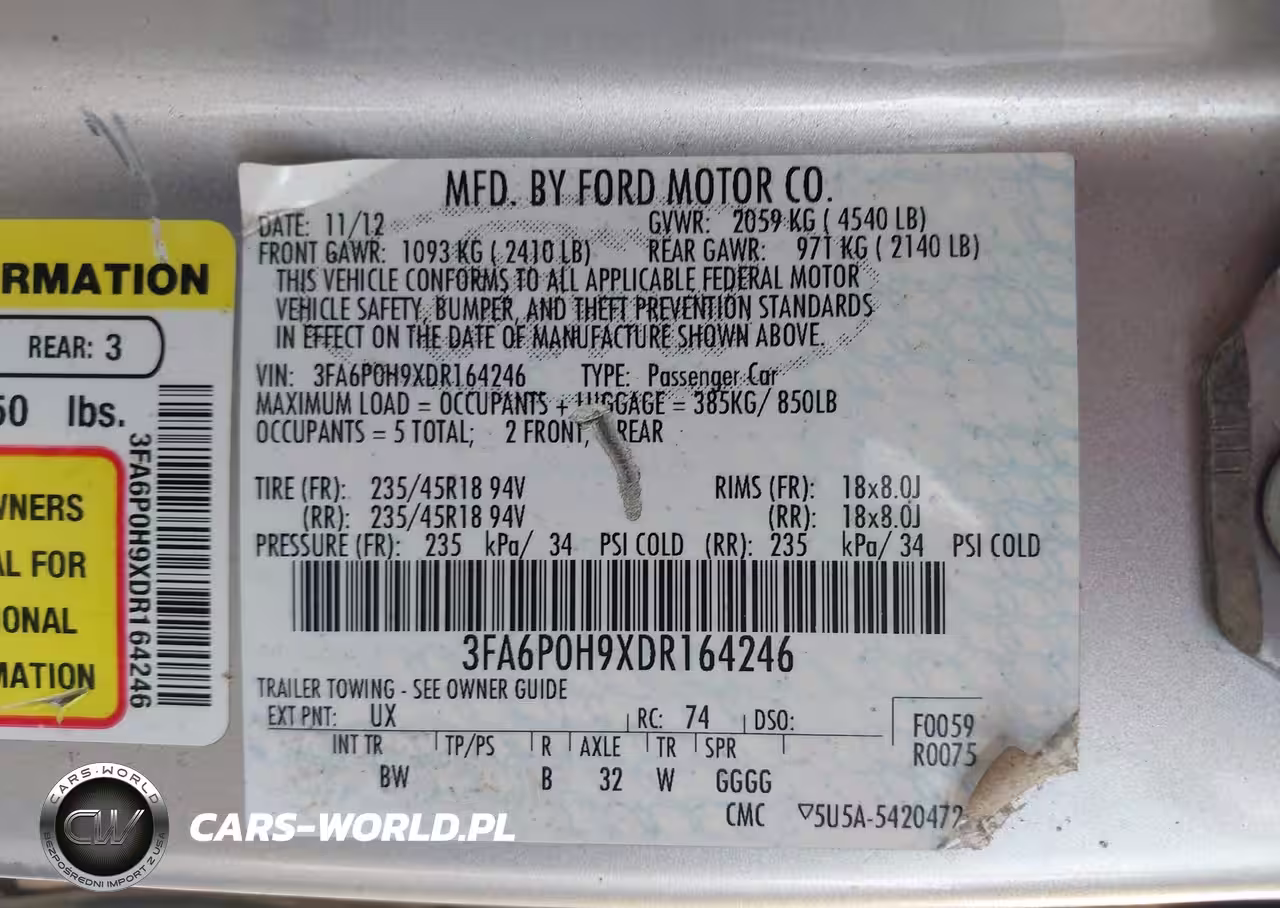 MFD. BY FORD MOTOR CO.
DATE: 11/12 GVWR: 2059 KG ( 4540 LB)
FRONT GAWR: 1093 KG ( 2410 LB) REAR GAWR: 971 KG ( 2140 LB)
THIS VEHICLE CONFORMS TO ALL APPLICABLE FEDERAL MOTOR
VEHICLE SAFETY, BUMPER, AND THEFT PREVENTION STANDARDS
IN EFFECT ON THE DATE OF MANUFACTURE SHOWN ABOVE.
VIN: 3FA6P0H9XDR164246 TYPE: Passenger Car
MAXIMUM LOAD = OCCUPANTS + LUGGAGE = 385KG/ 850LB
OCCUPANTS = 5 TOTAL; 2 FRONT, REAR
TIRE (FR): 235/45R18 94V RIMS (FR): 18x8.0J
(RR): 235/45R18 94V (RR): 18x8.0J
PRESSURE (FR): 235 kPa/ 34 PSI COLD (RR): 235 kPa/ 34 PSI COLD
3FA6P0H9XDR164246
TRAILER TOWING - SEE OWNER GUIDE
EXT PNT: UX RC: 74 DSO:
INT TR TP/PS R AXLE TR SPR
BW B 32 W GGGG
F0059
R0075
CMC ▽5U5A-5420472
RMATION
REAR: 3
50 lbs.
WNERS
AL FOR
IONAL
MATION
3FA6P0H9XDR164246
CARS-WORLD
CW
BEZPOŚREDNI IMPORT Z USA
CARS-WORLD.PL